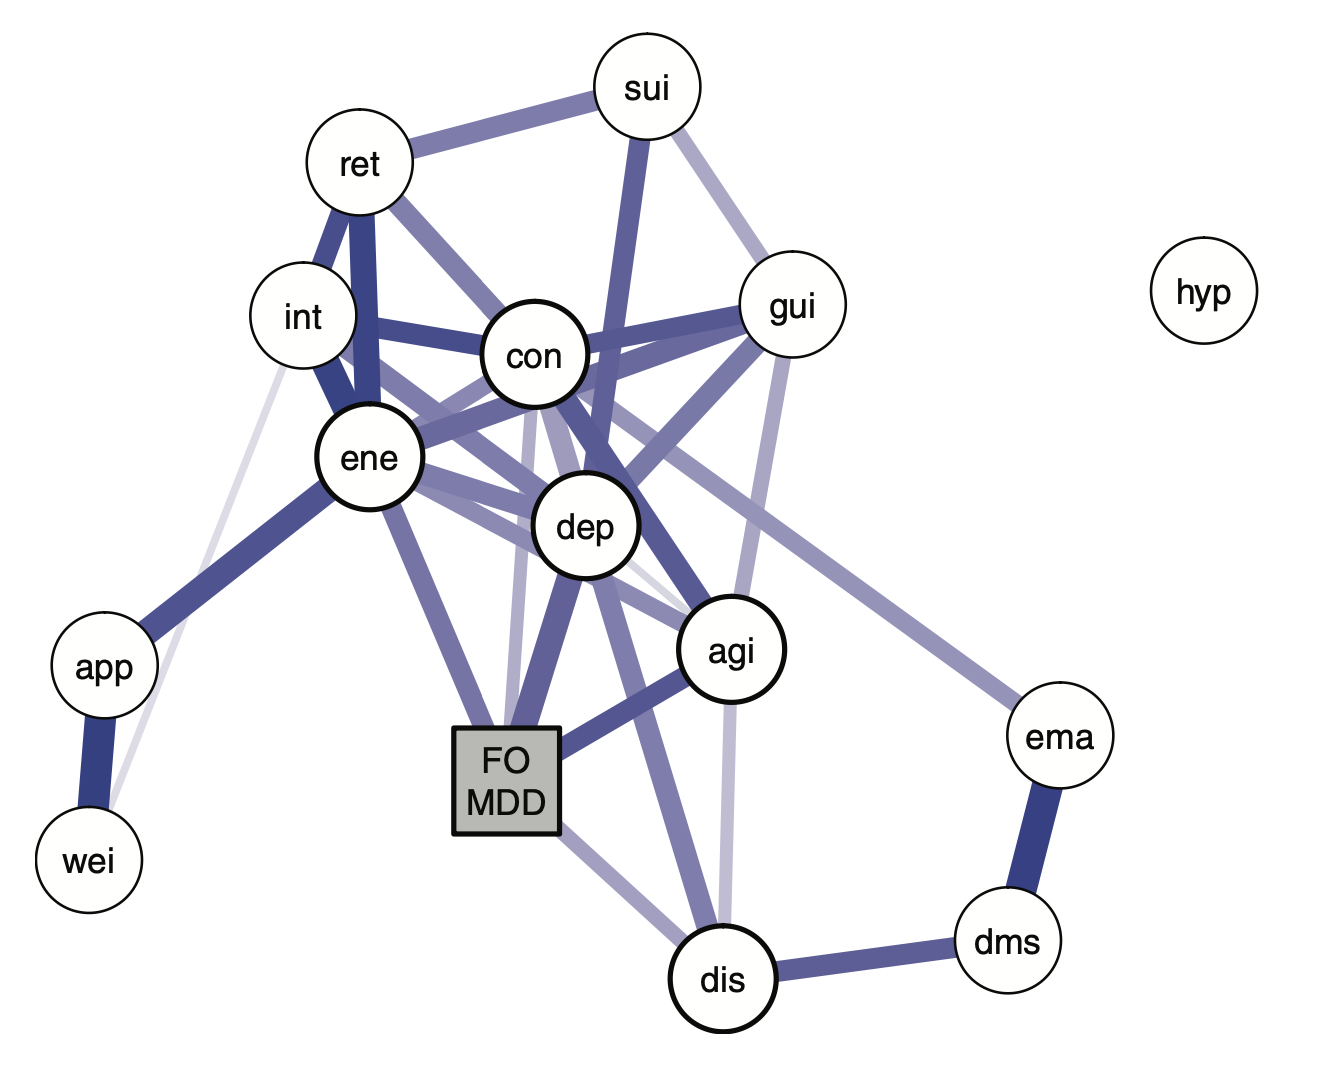 sui
ret
hyp
gui
int
con
ene
dep
agi
app
ema
FO
MDD
wei
dms
dis